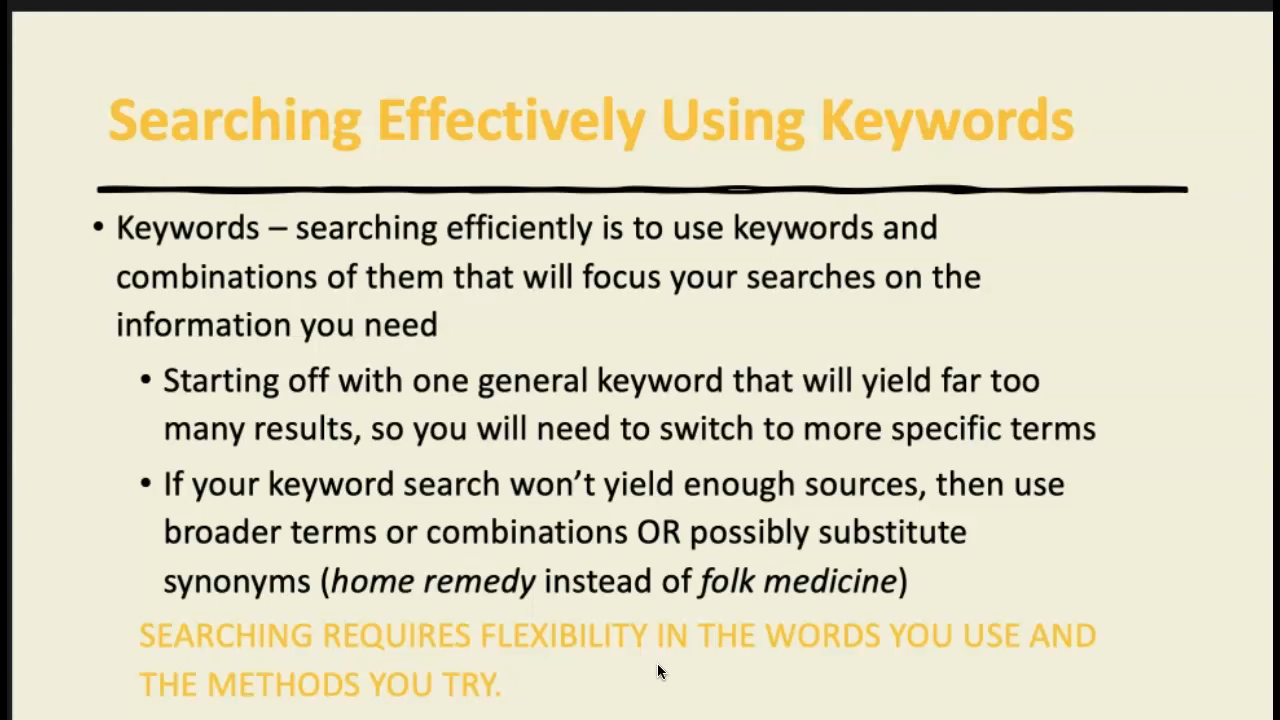 Searching Effectively Using Keywords
• Keywords – searching efficiently is to use keywords and
combinations of them that will focus your searches on the
information you need
• Starting off with one general keyword that will yield far too
many results, so you will need to switch to more specific terms
• If your keyword search won’t yield enough sources, then use
broader terms or combinations OR possibly substitute
synonyms (home remedy instead of folk medicine)
SEARCHING REQUIRES FLEXIBILITY IN THE WORDS YOU USE AND
THE METHODS YOU TRY.